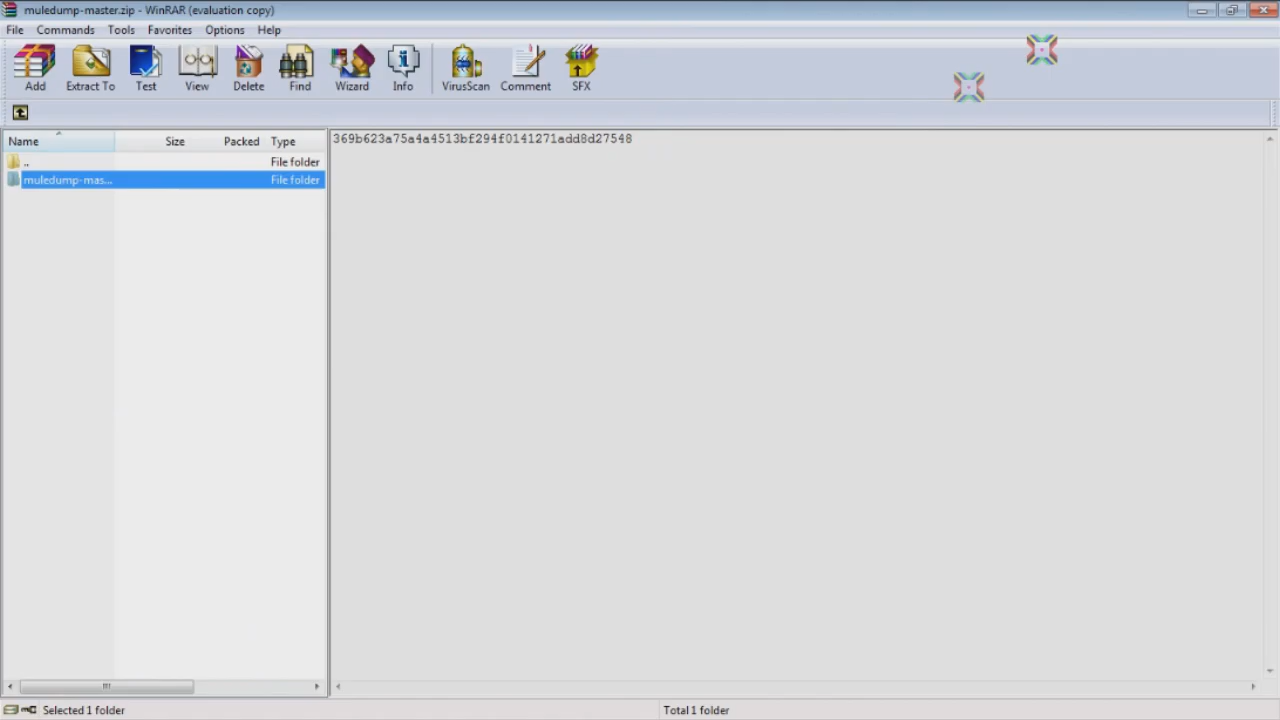 muledump-master.zip - WinRAR (evaluation copy)
File Commands Tools Favorites Options Help
Add Extract To Test View Delete Find Wizard Info VirusScan Comment SFX
Name Size Packed Type
.. File folder
muledump-mas... File folder
369b623a75a4a4513bf294f0141271add8d27548
Selected 1 folder
Total 1 folder